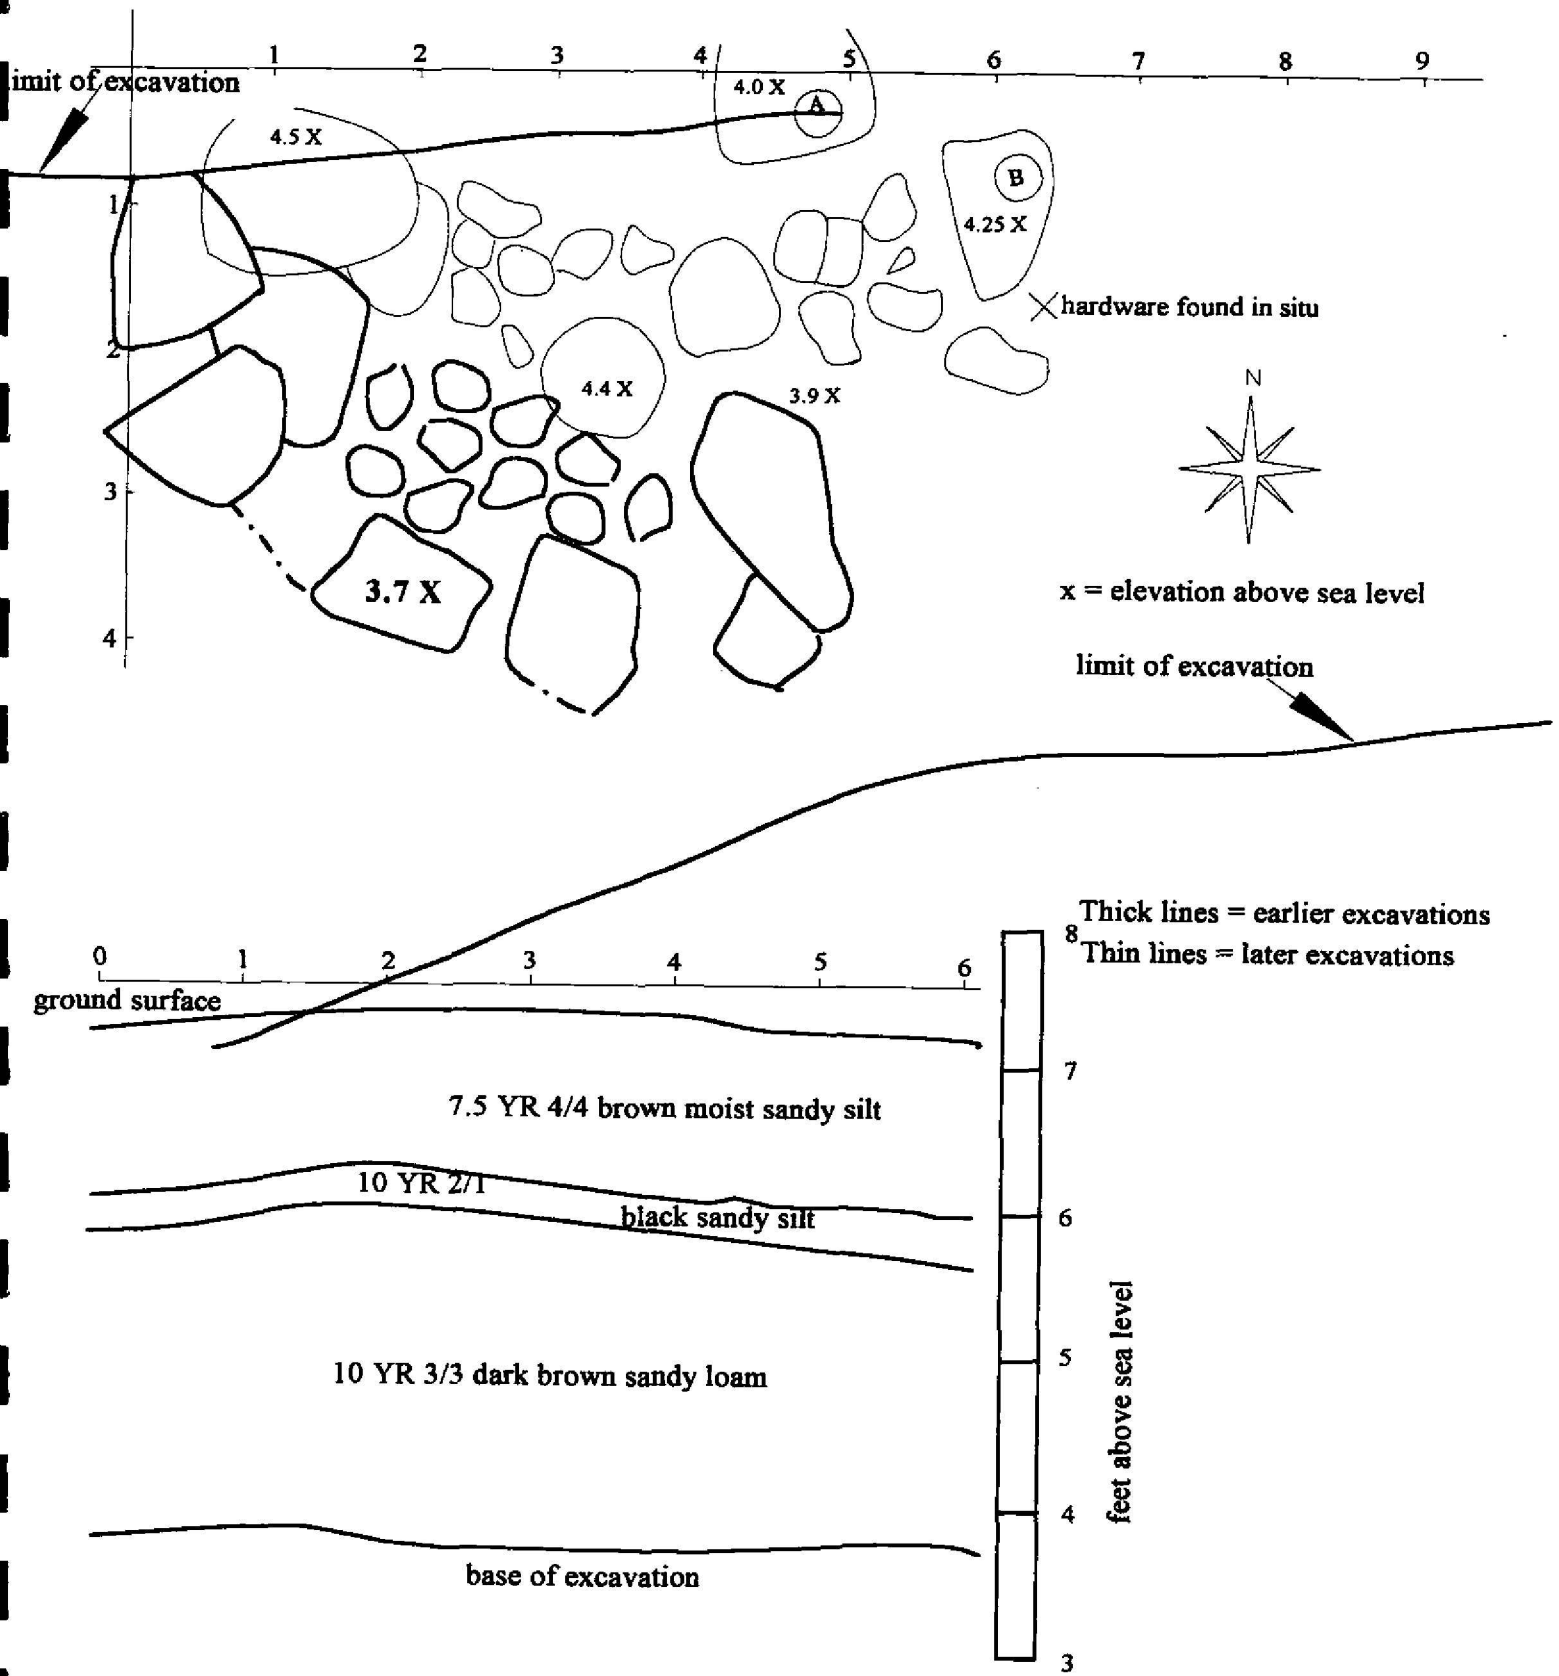 1 2 3 4 5 6 7 8 9
imit of excavation
4.0 X
A
4.5 X
B
1
4.25 X
hardware found in situ
2
N
4.4 X
3.9 X
3
3.7 X
x = elevation above sea level
4
limit of excavation
Thick lines = earlier excavations
8
Thin lines = later excavations
0 1 2 3 4 5 6
ground surface
7
7.5 YR 4/4 brown moist sandy silt
10 YR 2/1
black sandy silt
6
5
10 YR 3/3 dark brown sandy loam
feet above sea level
4
base of excavation
3